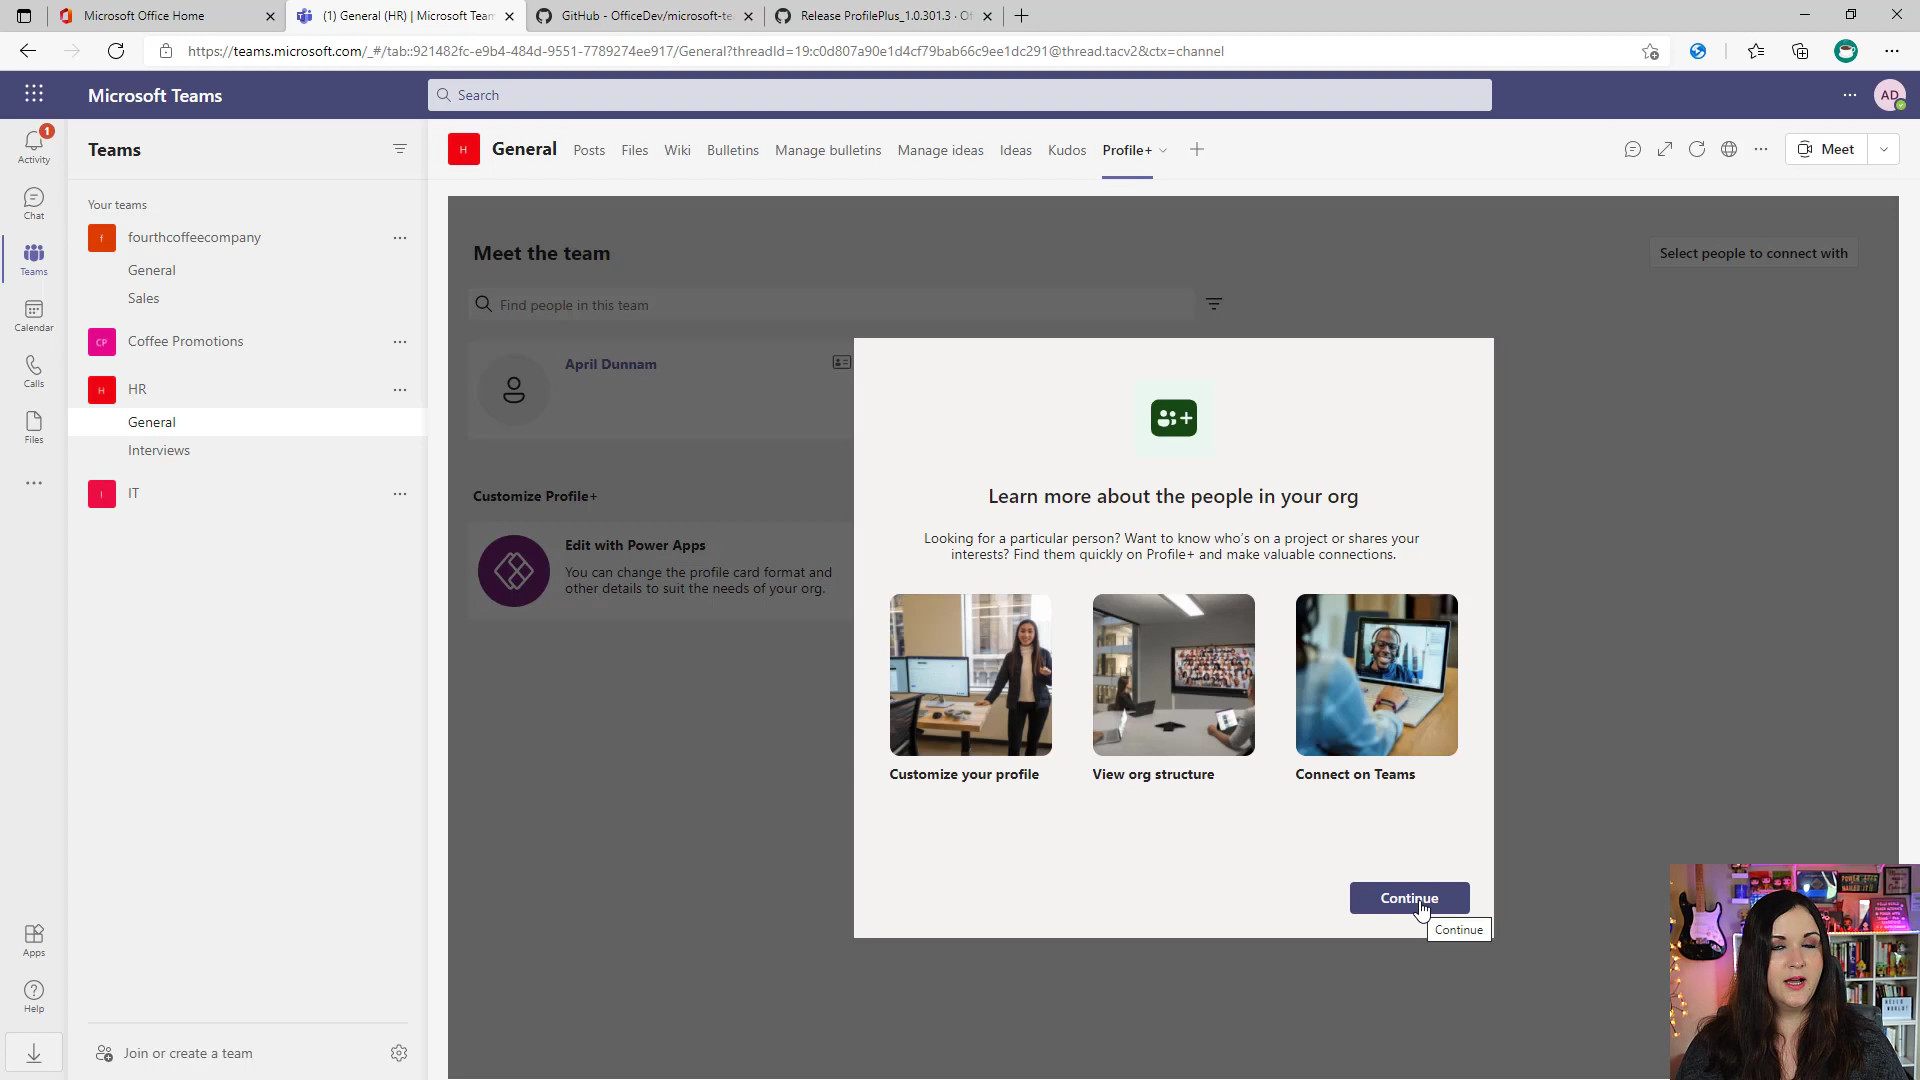 Microsoft Office Home
(1) General (HR) | Microsoft Team
GitHub - OfficeDev/microsoft-te
Release ProfilePlus_1.0.301.3 · Of
https://teams.microsoft.com/_#/tab::921482fc-e9b4-484d-9551-7789274ee917/General?threadId=19:c0d807a90e1d4cf79bab66c9ee1dc291@thread.tacv2&ctx=channel
Microsoft Teams
Search
AD
1
Activity
Chat
Teams
Calendar
Calls
Files
Apps
Help
Teams
Your teams
f
fourthcoffeecompany
General
Sales
CP
Coffee Promotions
H
HR
General
Interviews
I
IT
Join or create a team
H
General
Posts
Files
Wiki
Bulletins
Manage bulletins
Manage ideas
Ideas
Kudos
Profile+
Meet
Meet the team
Select people to connect with
Find people in this team
April Dunnam
Customize Profile+
Edit with Power Apps
You can change the profile card format and
other details to suit the needs of your org.
Learn more about the people in your org
Looking for a particular person? Want to know who's on a project or shares your
interests? Find them quickly on Profile+ and make valuable connections.
Customize your profile
View org structure
Connect on Teams
Continue
Continue